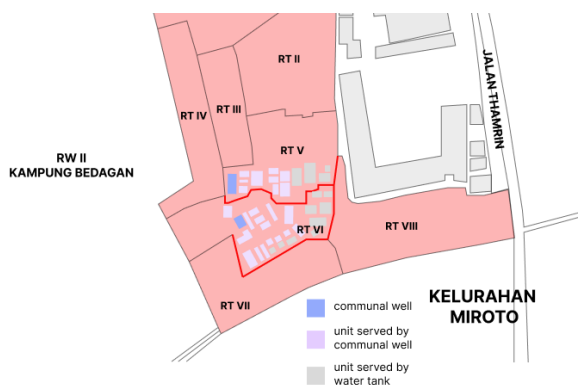 RT II
JALAN THAMRIN
RT III
RT IV
RW II
KAMPUNG BEDAGAN
RT V
RT VIII
RT VI
RT VII
KELURAHAN
MIROTO
communal well
unit served by
communal well
unit served by
water tank